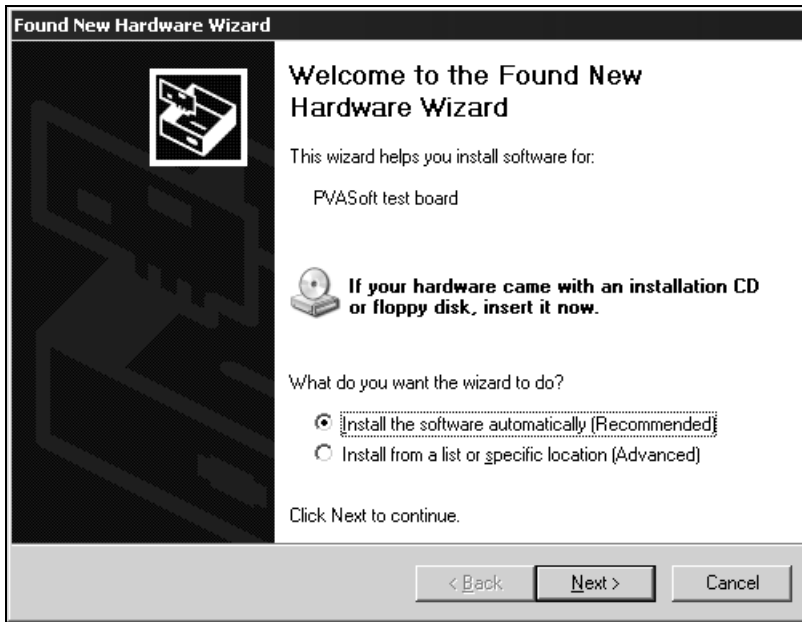 Found New Hardware Wizard
Welcome to the Found New
Hardware Wizard
This wizard helps you install software for:
PVASoft test board
If your hardware came with an installation CD
or floppy disk, insert it now.
What do you want the wizard to do?
Install the software automatically (Recommended)
Install from a list or specific location (Advanced)
Click Next to continue.
< Back Next > Cancel